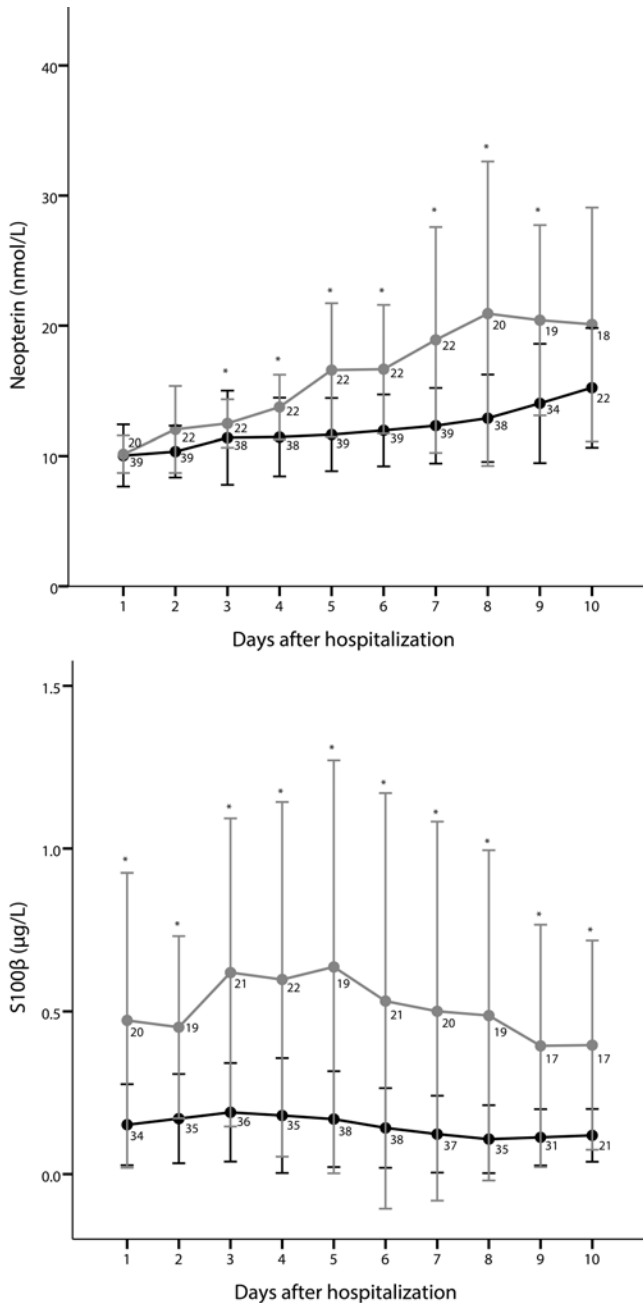 40
*
*
30
*
*
*
*
*
Neopterin (nmol/L)
20
20 22 22 22 22 22 22 20 19 18
39 39 38 38 39 39 39 38 34 22
10
0
1 2 3 4 5 6 7 8 9 10
Days after hospitalization
1.5
*
*
*
*
*
*
1.0
*
*
*
*
S100β (µg/L)
0.5
20 19 21 22 19 21 20 19 17 17
34 35 36 35 38 38 37 35 31 21
0.0
1 2 3 4 5 6 7 8 9 10
Days after hospitalization